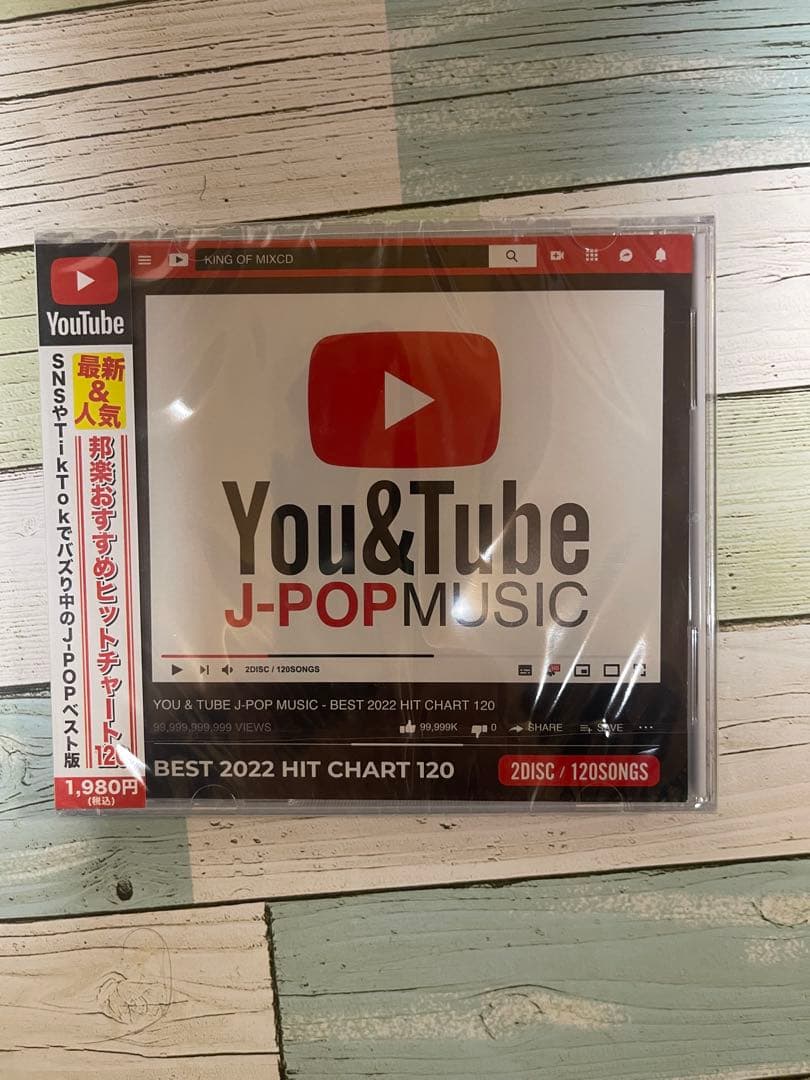 YouTube
最新
&
人気
邦楽おすすめヒットチャート120
SNSやTikTokでバズり中のJ-POPベスト版
1,980円
(税込)
KING OF MIXCD
You&Tube
J-POPMUSIC
2DISC / 120SONGS
YOU & TUBE J-POP MUSIC - BEST 2022 HIT CHART 120
99,999,999,999 VIEWS
99,999K
0
SHARE
SAVE
BEST 2022 HIT CHART 120
2DISC / 120SONGS